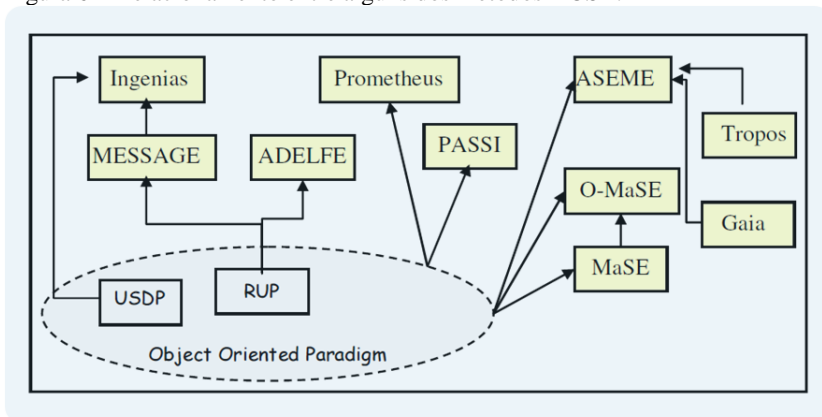 Ingenias
Prometheus
ASEME
Tropos
MESSAGE
ADELFE
PASSI
O-MaSE
Gaia
MaSE
USDP
RUP
Object Oriented Paradigm